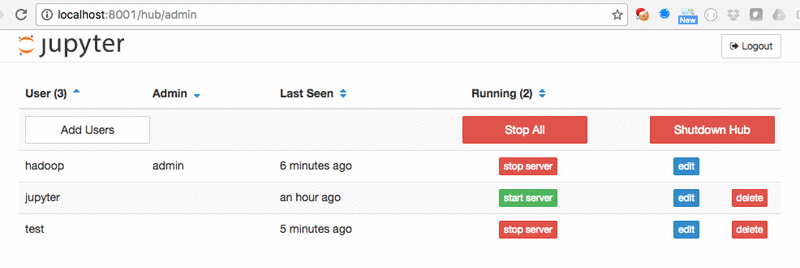 localhost:8001/hub/admin
New
jupyter
Logout
User (3) Admin Last Seen Running (2)
Add Users Stop All Shutdown Hub
hadoop admin 6 minutes ago stop server edit
jupyter an hour ago start server edit delete
test 5 minutes ago stop server edit delete